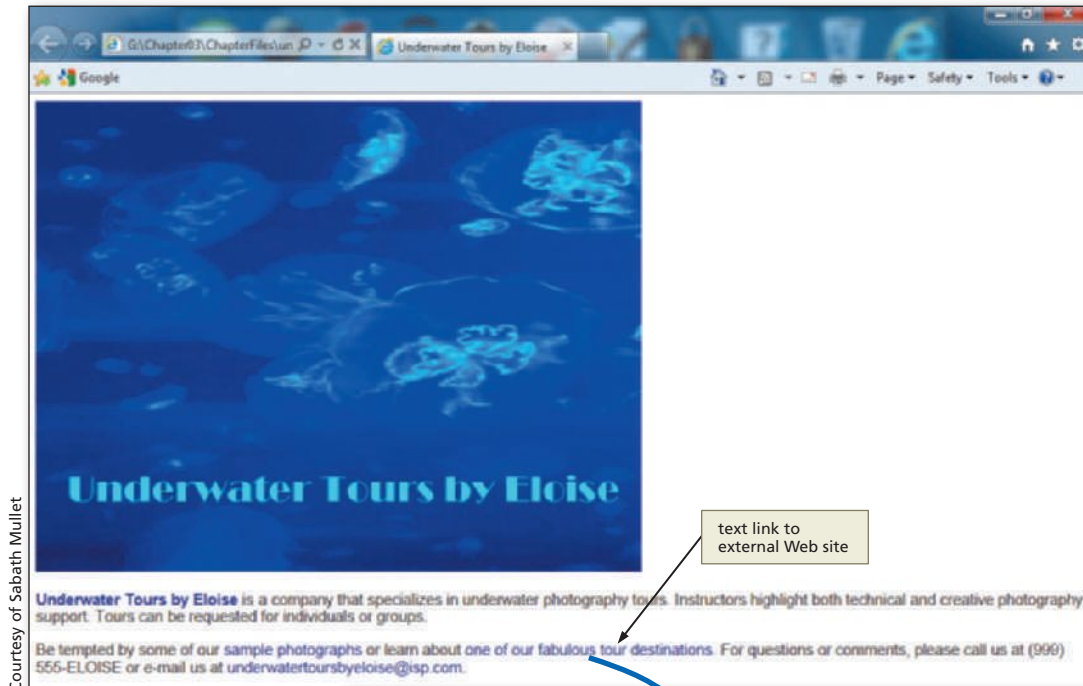 G:\Chapter03\ChapterFiles\un
Underwater Tours by Eloise
Google
Page
Safety
Tools
Underwater Tours by Eloise
text link to
external Web site
Underwater Tours by Eloise is a company that specializes in underwater photography tours. Instructors highlight both technical and creative photography
support. Tours can be requested for individuals or groups.
Be tempted by some of our sample photographs or learn about one of our fabulous tour destinations. For questions or comments, please call us at (999)
555-ELOISE or e-mail us at underwatertoursbyeloise@isp.com.
Courtesy of Sabath Mullet